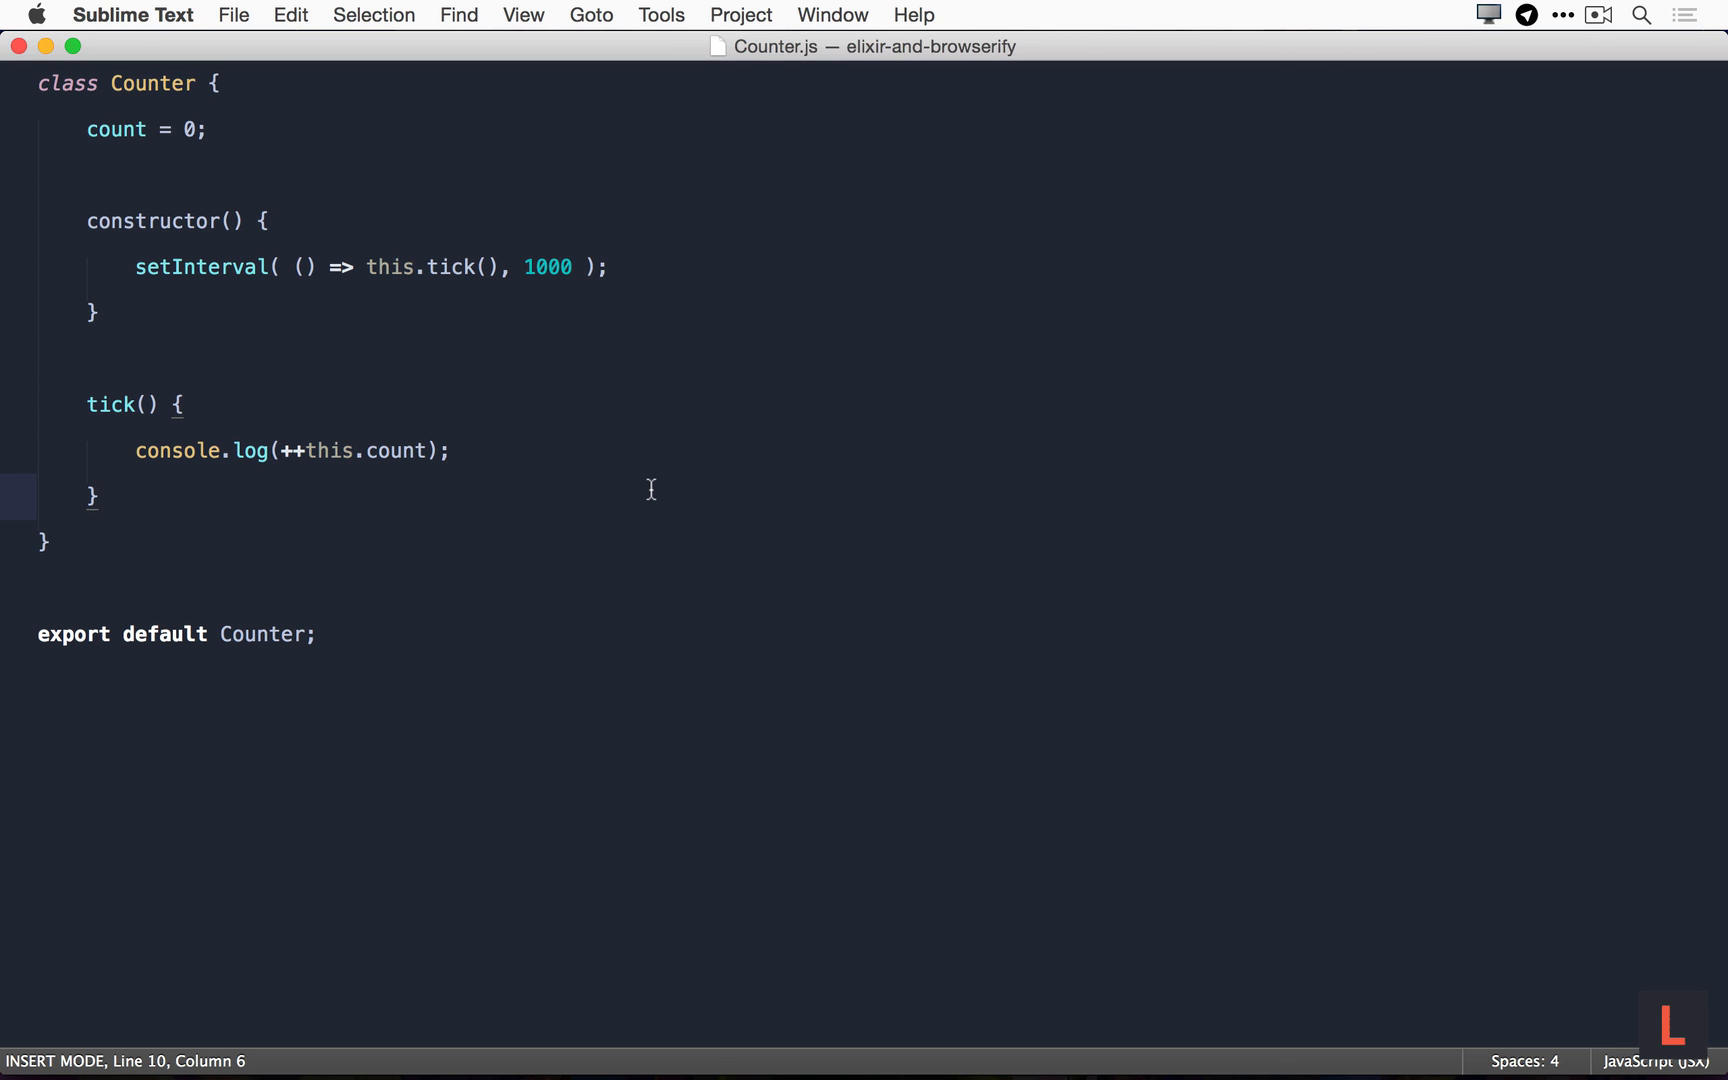 Sublime Text File Edit Selection Find View Goto Tools Project Window Help
Counter.js — elixir-and-browserify
class Counter {
count = 0;
constructor() {
setInterval( () => this.tick(), 1000 );
}
tick() {
console.log(++this.count);
}
}
export default Counter;
L
INSERT MODE, Line 10, Column 6 Spaces: 4 JavaScript (JSX)